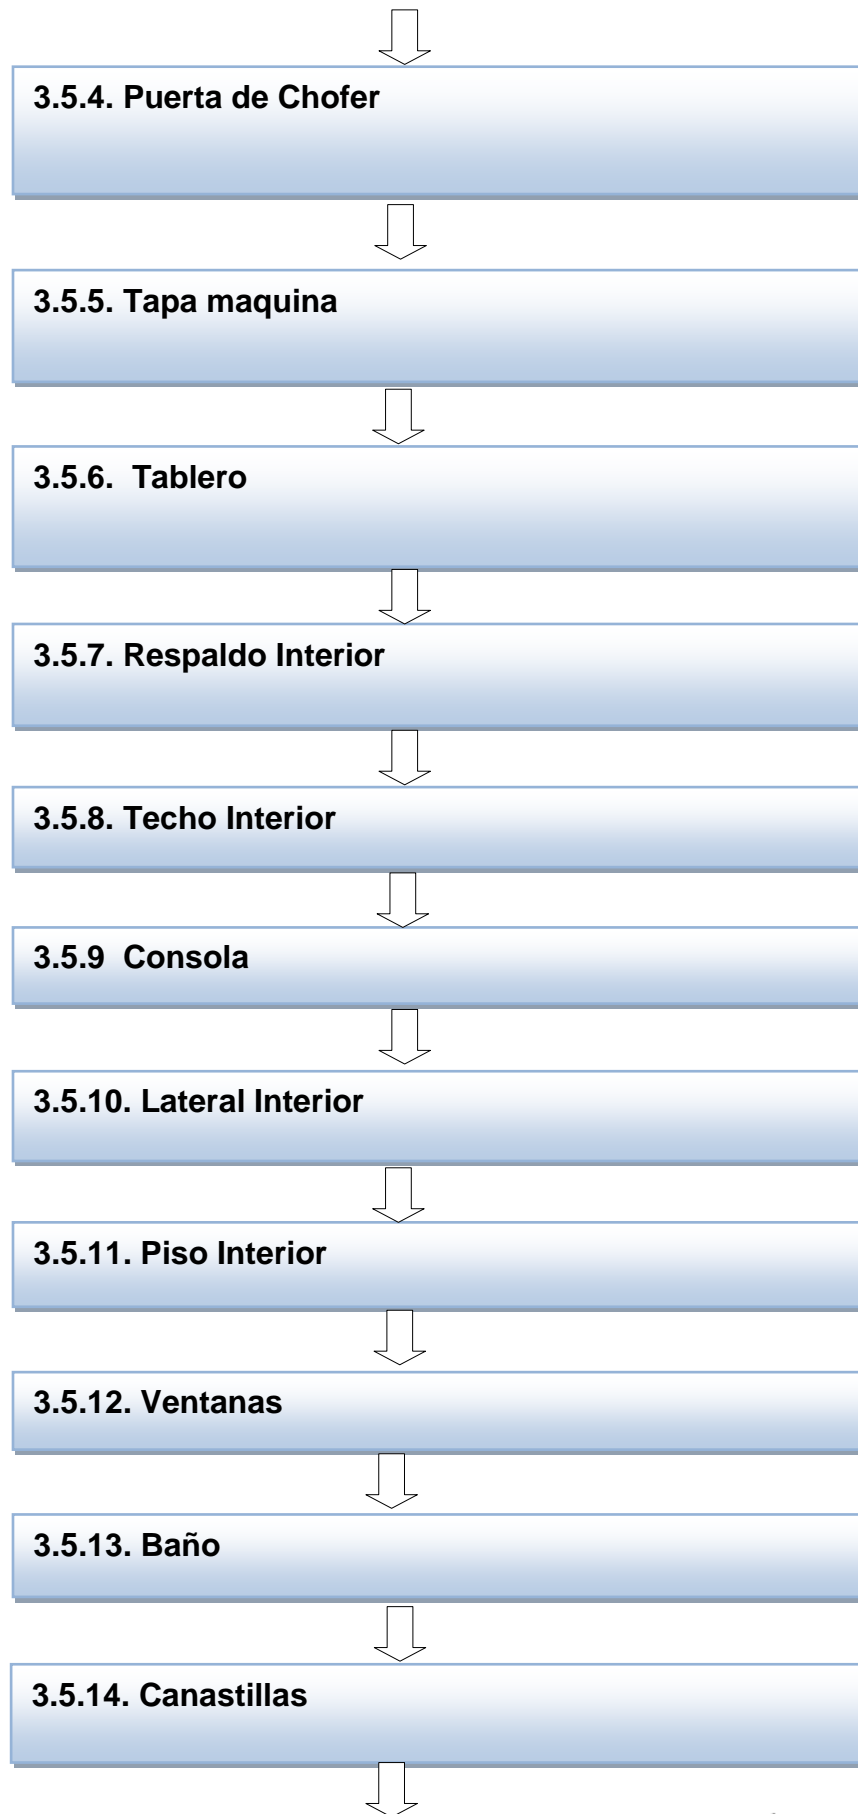 3.5.4. Puerta de Chofer
3.5.5. Tapa maquina
3.5.6.  Tablero
3.5.7. Respaldo Interior
3.5.8. Techo Interior
3.5.9  Consola
3.5.10. Lateral Interior
3.5.11. Piso Interior
3.5.12. Ventanas
3.5.13. Baño
3.5.14. Canastillas